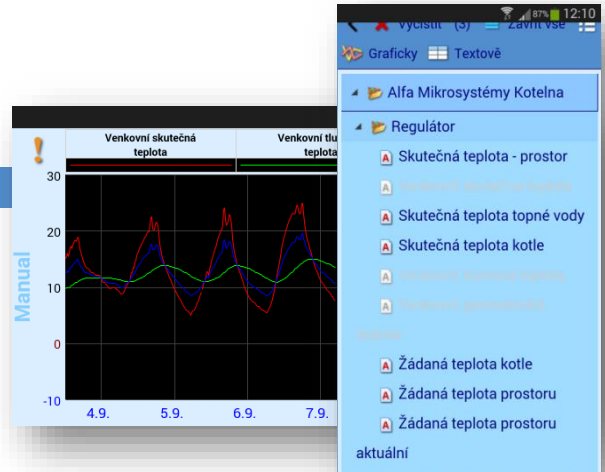 87% 12:10
Vyčistit (3) Zavřít vše
Graficky Textově
Alfa Mikrosystémy Kotelna
Regulátor
Skutečná teplota - prostor
Skutečná teplota topné vody
Skutečná teplota kotle
Žádaná teplota kotle
Žádaná teplota prostoru
Žádaná teplota prostoru
aktuální
Venkovní skutečná
teplota
Venkovní
teplota
Manual
30
20
10
0
-10
4.9. 5.9. 6.9. 7.9.